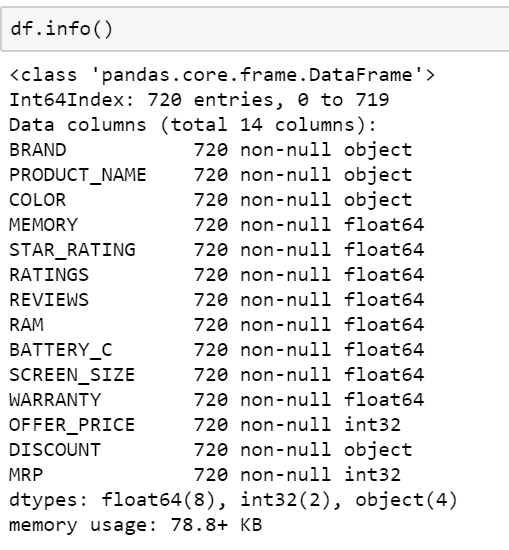 df.info()
<class 'pandas.core.frame.DataFrame'>
Int64Index: 720 entries, 0 to 719
Data columns (total 14 columns):
BRAND           720 non-null object
PRODUCT_NAME    720 non-null object
COLOR           720 non-null object
MEMORY          720 non-null float64
STAR_RATING     720 non-null float64
RATINGS         720 non-null float64
REVIEWS         720 non-null float64
RAM             720 non-null float64
BATTERY_C       720 non-null float64
SCREEN_SIZE     720 non-null float64
WARRANTY        720 non-null float64
OFFER_PRICE     720 non-null int32
DISCOUNT        720 non-null object
MRP             720 non-null int32
dtypes: float64(8), int32(2), object(4)
memory usage: 78.8+ KB